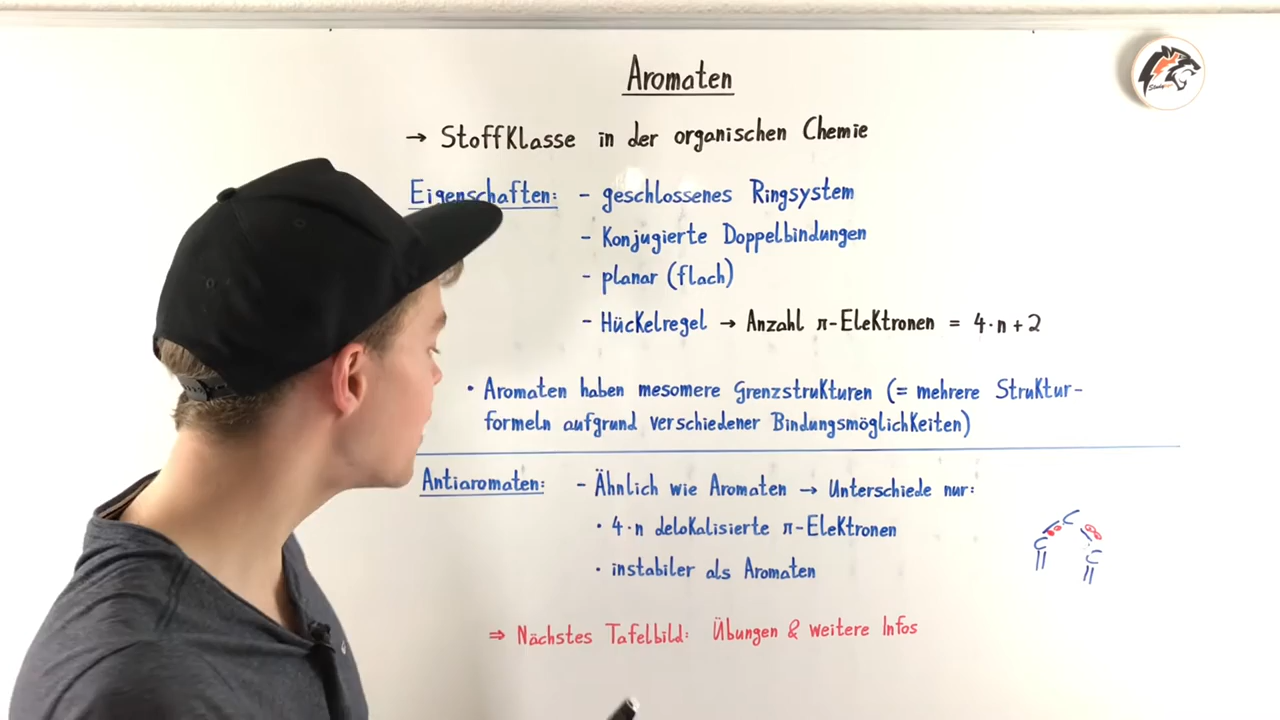 Aromaten
→ Stoffklasse in der organischen Chemie
Eigenschaften: - geschlossenes Ringsystem
- Konjugierte Doppelbindungen
- planar (flach)
- Hückelregel → Anzahl π-Elektronen = 4·n+2
• Aromaten haben mesomere Grenzstrukturen (= mehrere Struktur-
formeln aufgrund verschiedener Bindungsmöglichkeiten)
Antiaromaten: - Ähnlich wie Aromaten → Unterschiede nur:
• 4·n delokalisierte π-Elektronen
• instabiler als Aromaten
C
C C
⇒ Nächstes Tafelbild: Übungen & weitere Infos